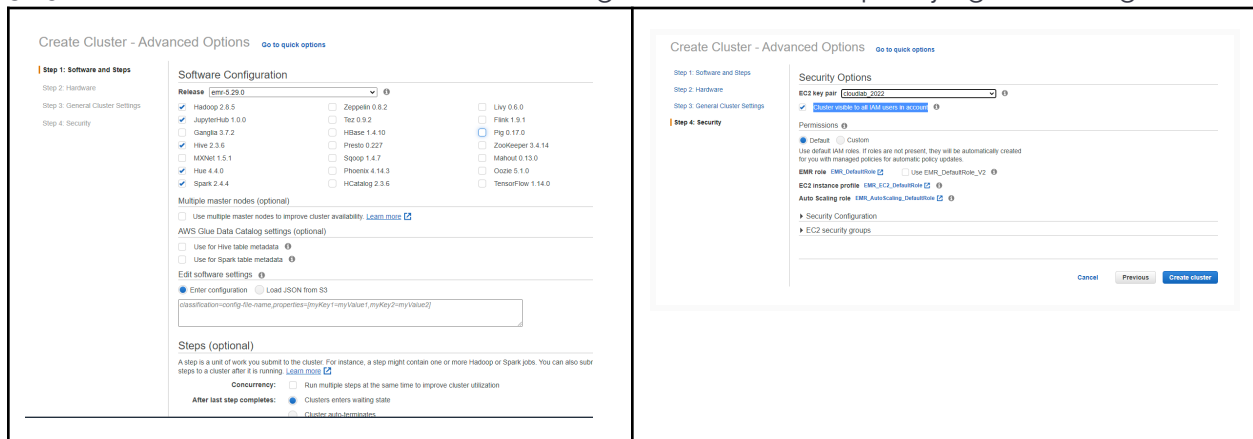 Create Cluster - Advanced Options Go to quick options
Step 1: Software and Steps
Step 2: Hardware
Step 3: General Cluster Settings
Step 4: Security
Software Configuration
Release emr-5.29.0
Hadoop 2.8.5 Zeppelin 0.8.2 Livy 0.6.0
JupyterHub 1.0.0 Tez 0.9.2 Flink 1.9.1
Ganglia 3.7.2 HBase 1.4.10 Pig 0.17.0
Hive 2.3.6 Presto 0.227 ZooKeeper 3.4.14
MXNet 1.5.1 Sqoop 1.4.7 Mahout 0.13.0
Hue 4.4.0 Phoenix 4.14.3 Oozie 5.1.0
Spark 2.4.4 HCatalog 2.3.6 TensorFlow 1.14.0
Multiple master nodes (optional)
Use multiple master nodes to improve cluster availability. Learn more
AWS Glue Data Catalog settings (optional)
Use for Hive table metadata
Use for Spark table metadata
Edit software settings
Enter configuration Load JSON from S3
classification=config-file-name,properties=[myKey1=myValue1,myKey2=myValue2]
Steps (optional)
A step is a unit of work you submit to the cluster. For instance, a step might contain one or more Hadoop or Spark jobs. You can also subr
steps to a cluster after it is running. Learn more
Concurrency: Run multiple steps at the same time to improve cluster utilization
After last step completes: Clusters enters waiting state
Cluster auto-terminates
Create Cluster - Advanced Options Go to quick options
Step 1: Software and Steps
Step 2: Hardware
Step 3: General Cluster Settings
Step 4: Security
Security Options
EC2 key pair cloudlab_2022
Cluster visible to all IAM users in account
Permissions
Default Custom
Use default IAM roles. If roles are not present, they will be automatically created
for you with managed policies for automatic policy updates.
EMR role EMR_DefaultRole Use EMR_DefaultRole_V2
EC2 instance profile EMR_EC2_DefaultRole
Auto Scaling role EMR_AutoScaling_DefaultRole
Security Configuration
EC2 security groups
Cancel Previous Create cluster